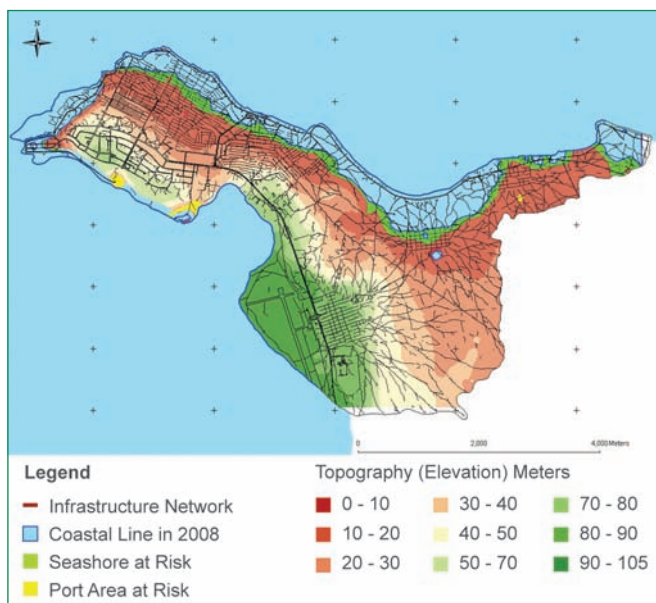 N
0 2,000 4,000 Meters
Legend
Infrastructure Network
Coastal Line in 2008
Seashore at Risk
Port Area at Risk
Topography (Elevation) Meters
0 - 10
10 - 20
20 - 30
30 - 40
40 - 50
50 - 70
70 - 80
80 - 90
90 - 105